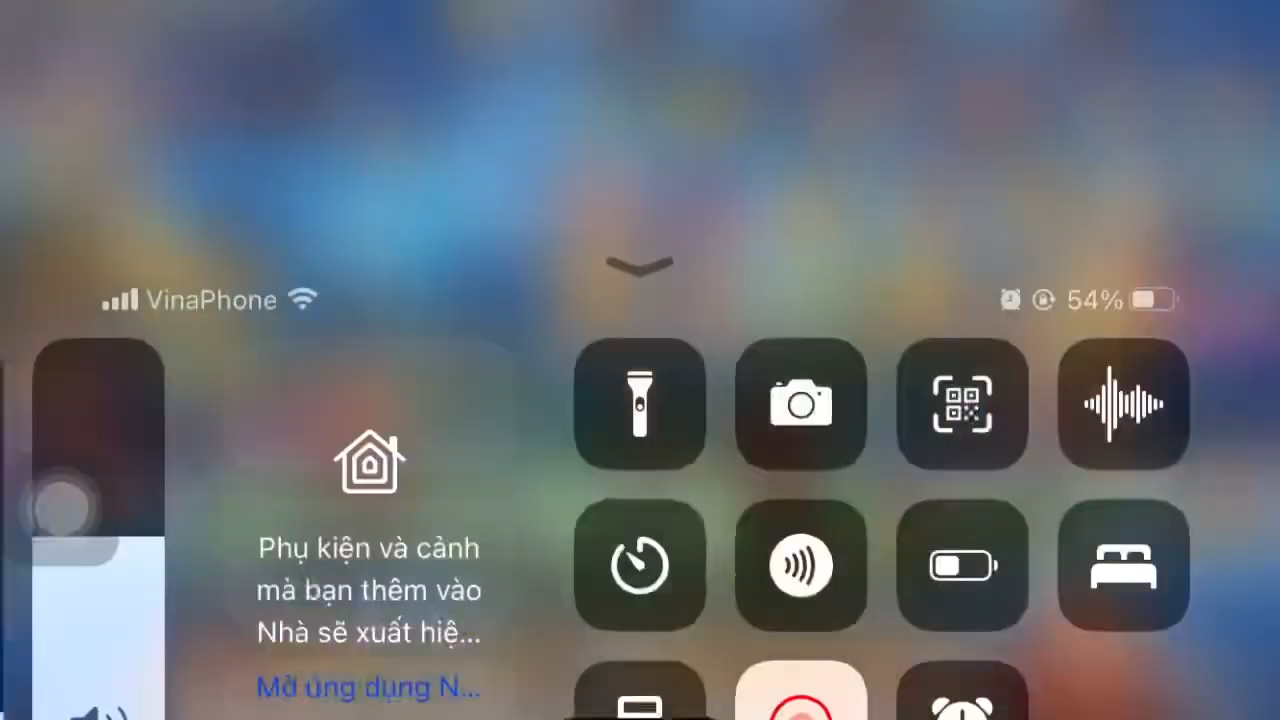 VinaPhone
54%
Phụ kiện và cảnh
mà bạn thêm vào
Nhà sẽ xuất hiệ...
Mở ứng dụng N...